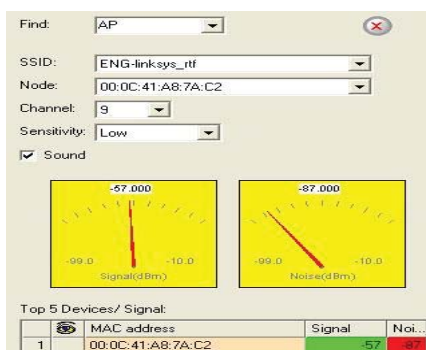 Find: AP
SSID: ENG-linksys_rtf
Node: 00:0C:41:A8:7A:C2
Channel: 9
Sensitivity: Low
Sound
-57.000 -87.000
-99.0 -10.0 -99.0 -10.0
Signal(dBm) Noise(dBm)
Top 5 Devices/ Signal:
MAC address Signal Noi...
1 00:0C:41:A8:7A:C2 -57 -87